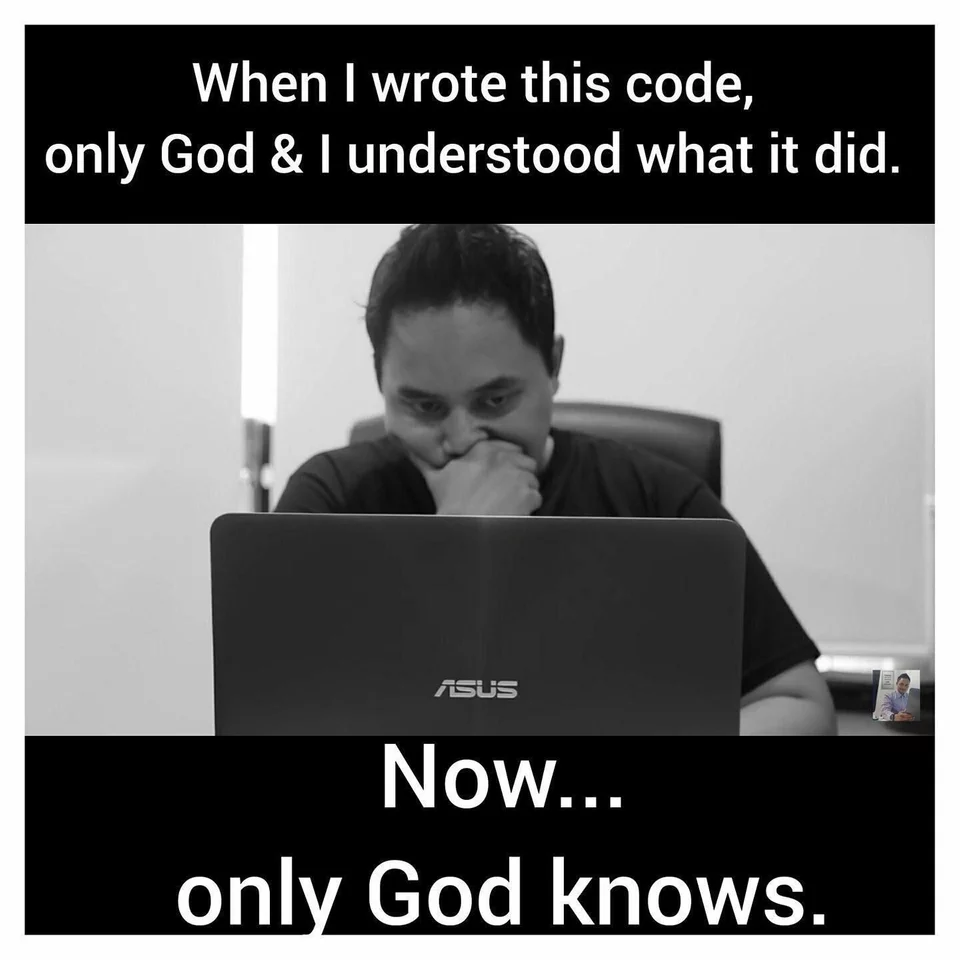 When I wrote this code,
only God & I understood what it did.
ASUS
Now...
only God knows.